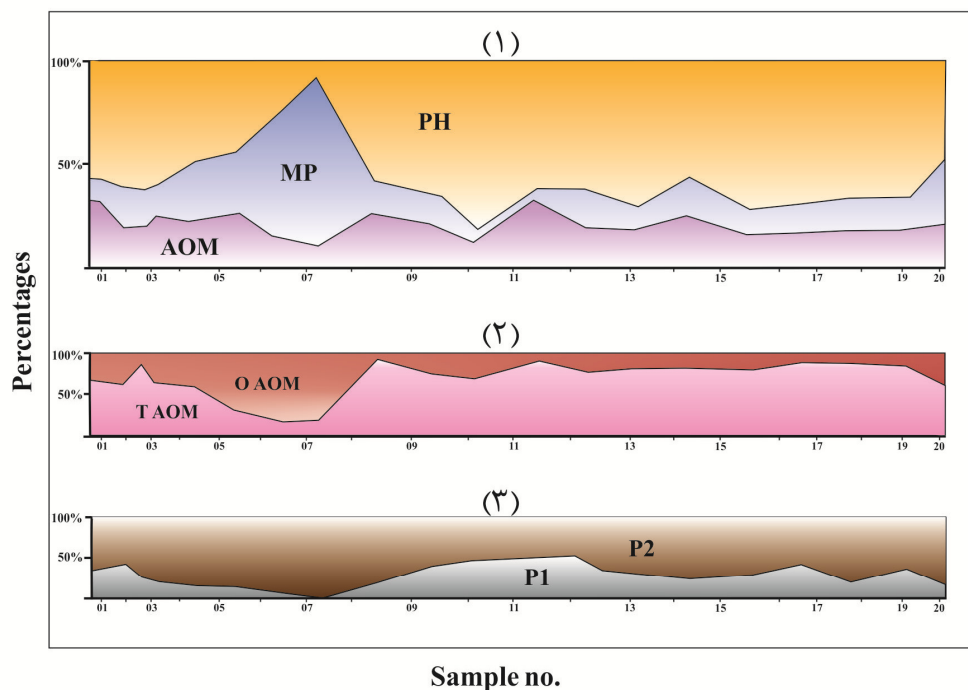 (۱)
100%
PH
50%
MP
AOM
01 03 05 07 09 11 13 15 17 19 20
(۲)
100%
O AOM
50%
T AOM
01 03 05 07 09 11 13 15 17 19 20
(۳)
100%
P2
50%
P1
01 03 05 07 09 11 13 15 17 19 20
Percentages
Sample no.